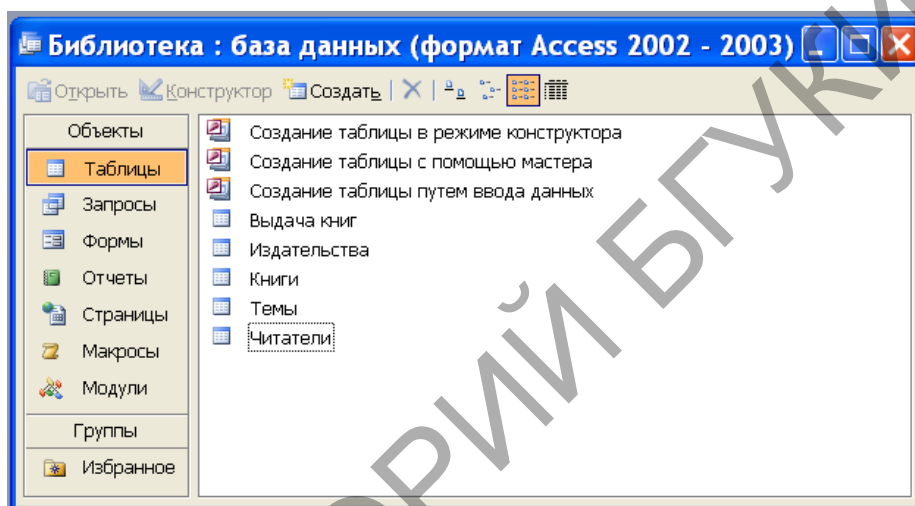 Библиотека : база данных (формат Access 2002 - 2003)
Открыть Конструктор Создать
Объекты
Таблицы
Запросы
Формы
Отчеты
Страницы
Макросы
Модули
Группы
Избранное
Создание таблицы в режиме конструктора
Создание таблицы с помощью мастера
Создание таблицы путем ввода данных
Выдача книг
Издательства
Книги
Темы
Читатели